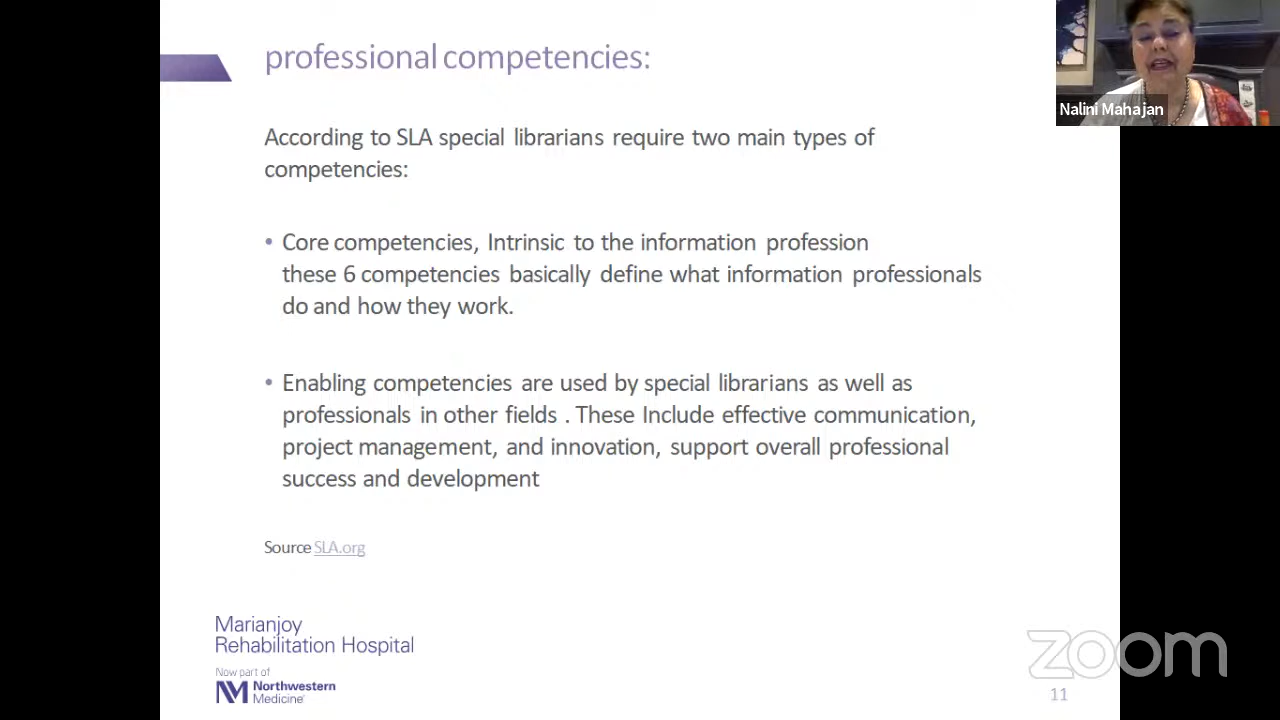 professional competencies:
Nalini Mahajan
According to SLA special librarians require two main types of
competencies:
• Core competencies, Intrinsic to the information profession
these 6 competencies basically define what information professionals
do and how they work.
• Enabling competencies are used by special librarians as well as
professionals in other fields . These Include effective communication,
project management, and innovation, support overall professional
success and development
Source SLA.org
Marianjoy
Rehabilitation Hospital
Now part of
NM Northwestern
Medicine
zoom
11